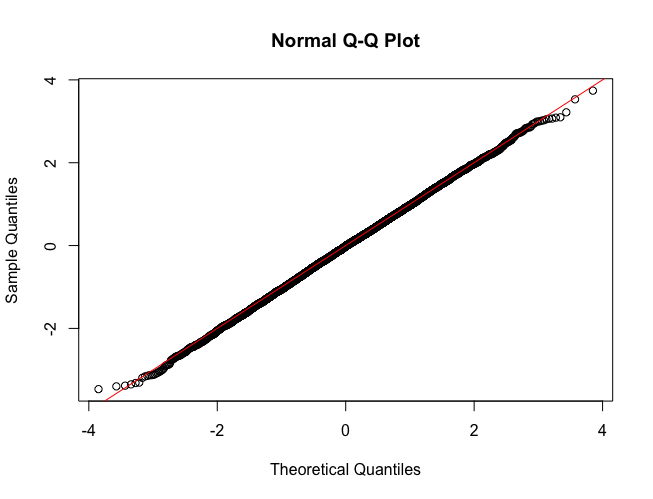 Normal Q-Q Plot
Sample Quantiles
4
2
0
-2
-4 -2 0 2 4
Theoretical Quantiles